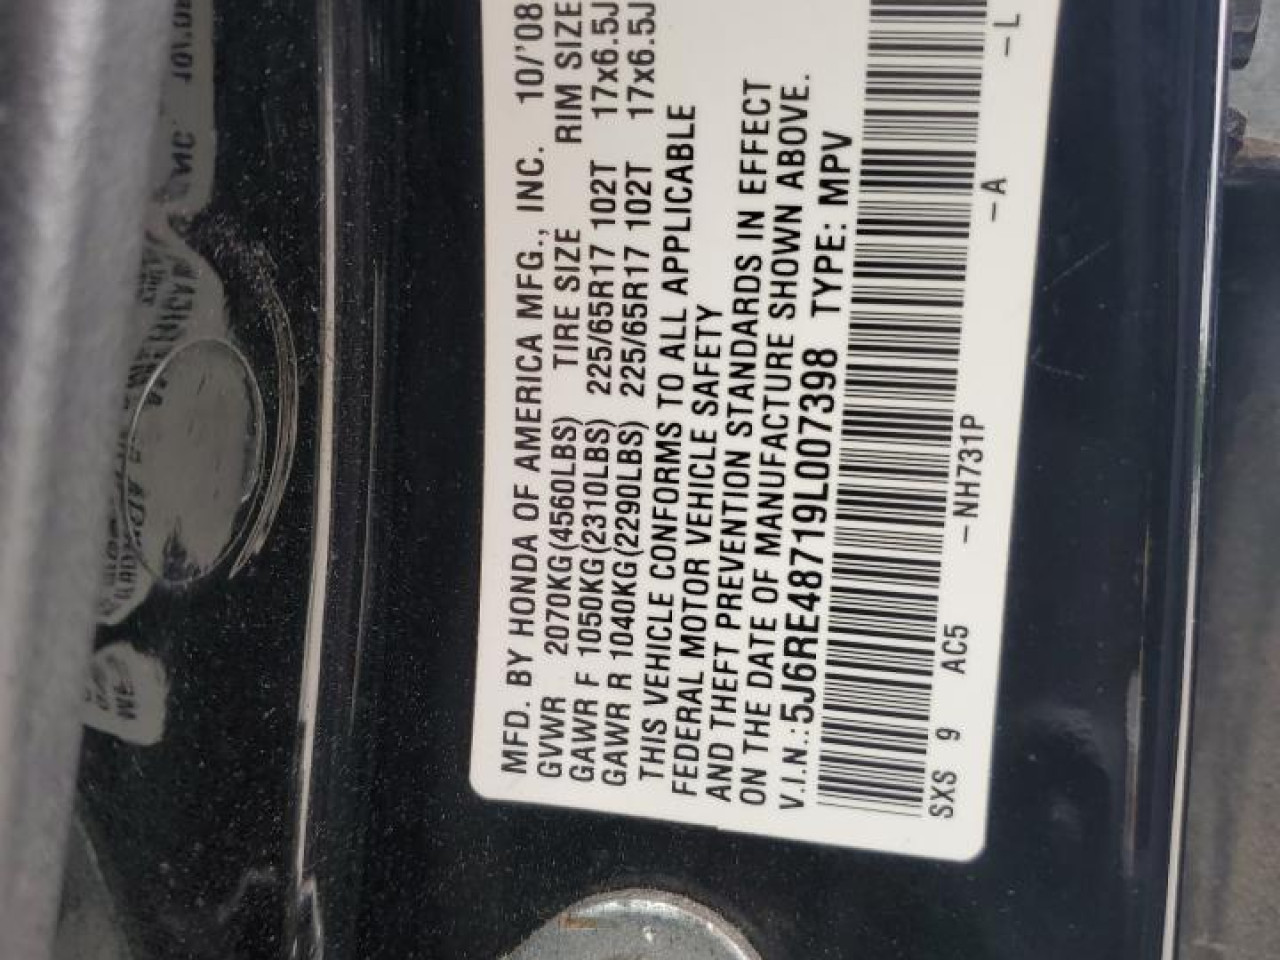 MFD. BY HONDA OF AMERICA MFG., INC. 10/'08
GVWR 2070KG(4560LBS) TIRE SIZE RIM SIZE
GAWR F 1050KG(2310LBS) 225/65R17 102T 17x6.5J
GAWR R 1040KG(2290LBS) 225/65R17 102T 17x6.5J
THIS VEHICLE CONFORMS TO ALL APPLICABLE
FEDERAL MOTOR VEHICLE SAFETY
AND THEFT PREVENTION STANDARDS IN EFFECT
ON THE DATE OF MANUFACTURE SHOWN ABOVE.
V.I.N.:5J6RE48719L007398 TYPE: MPV
SXS 9 AC5 -NH731P -A -L